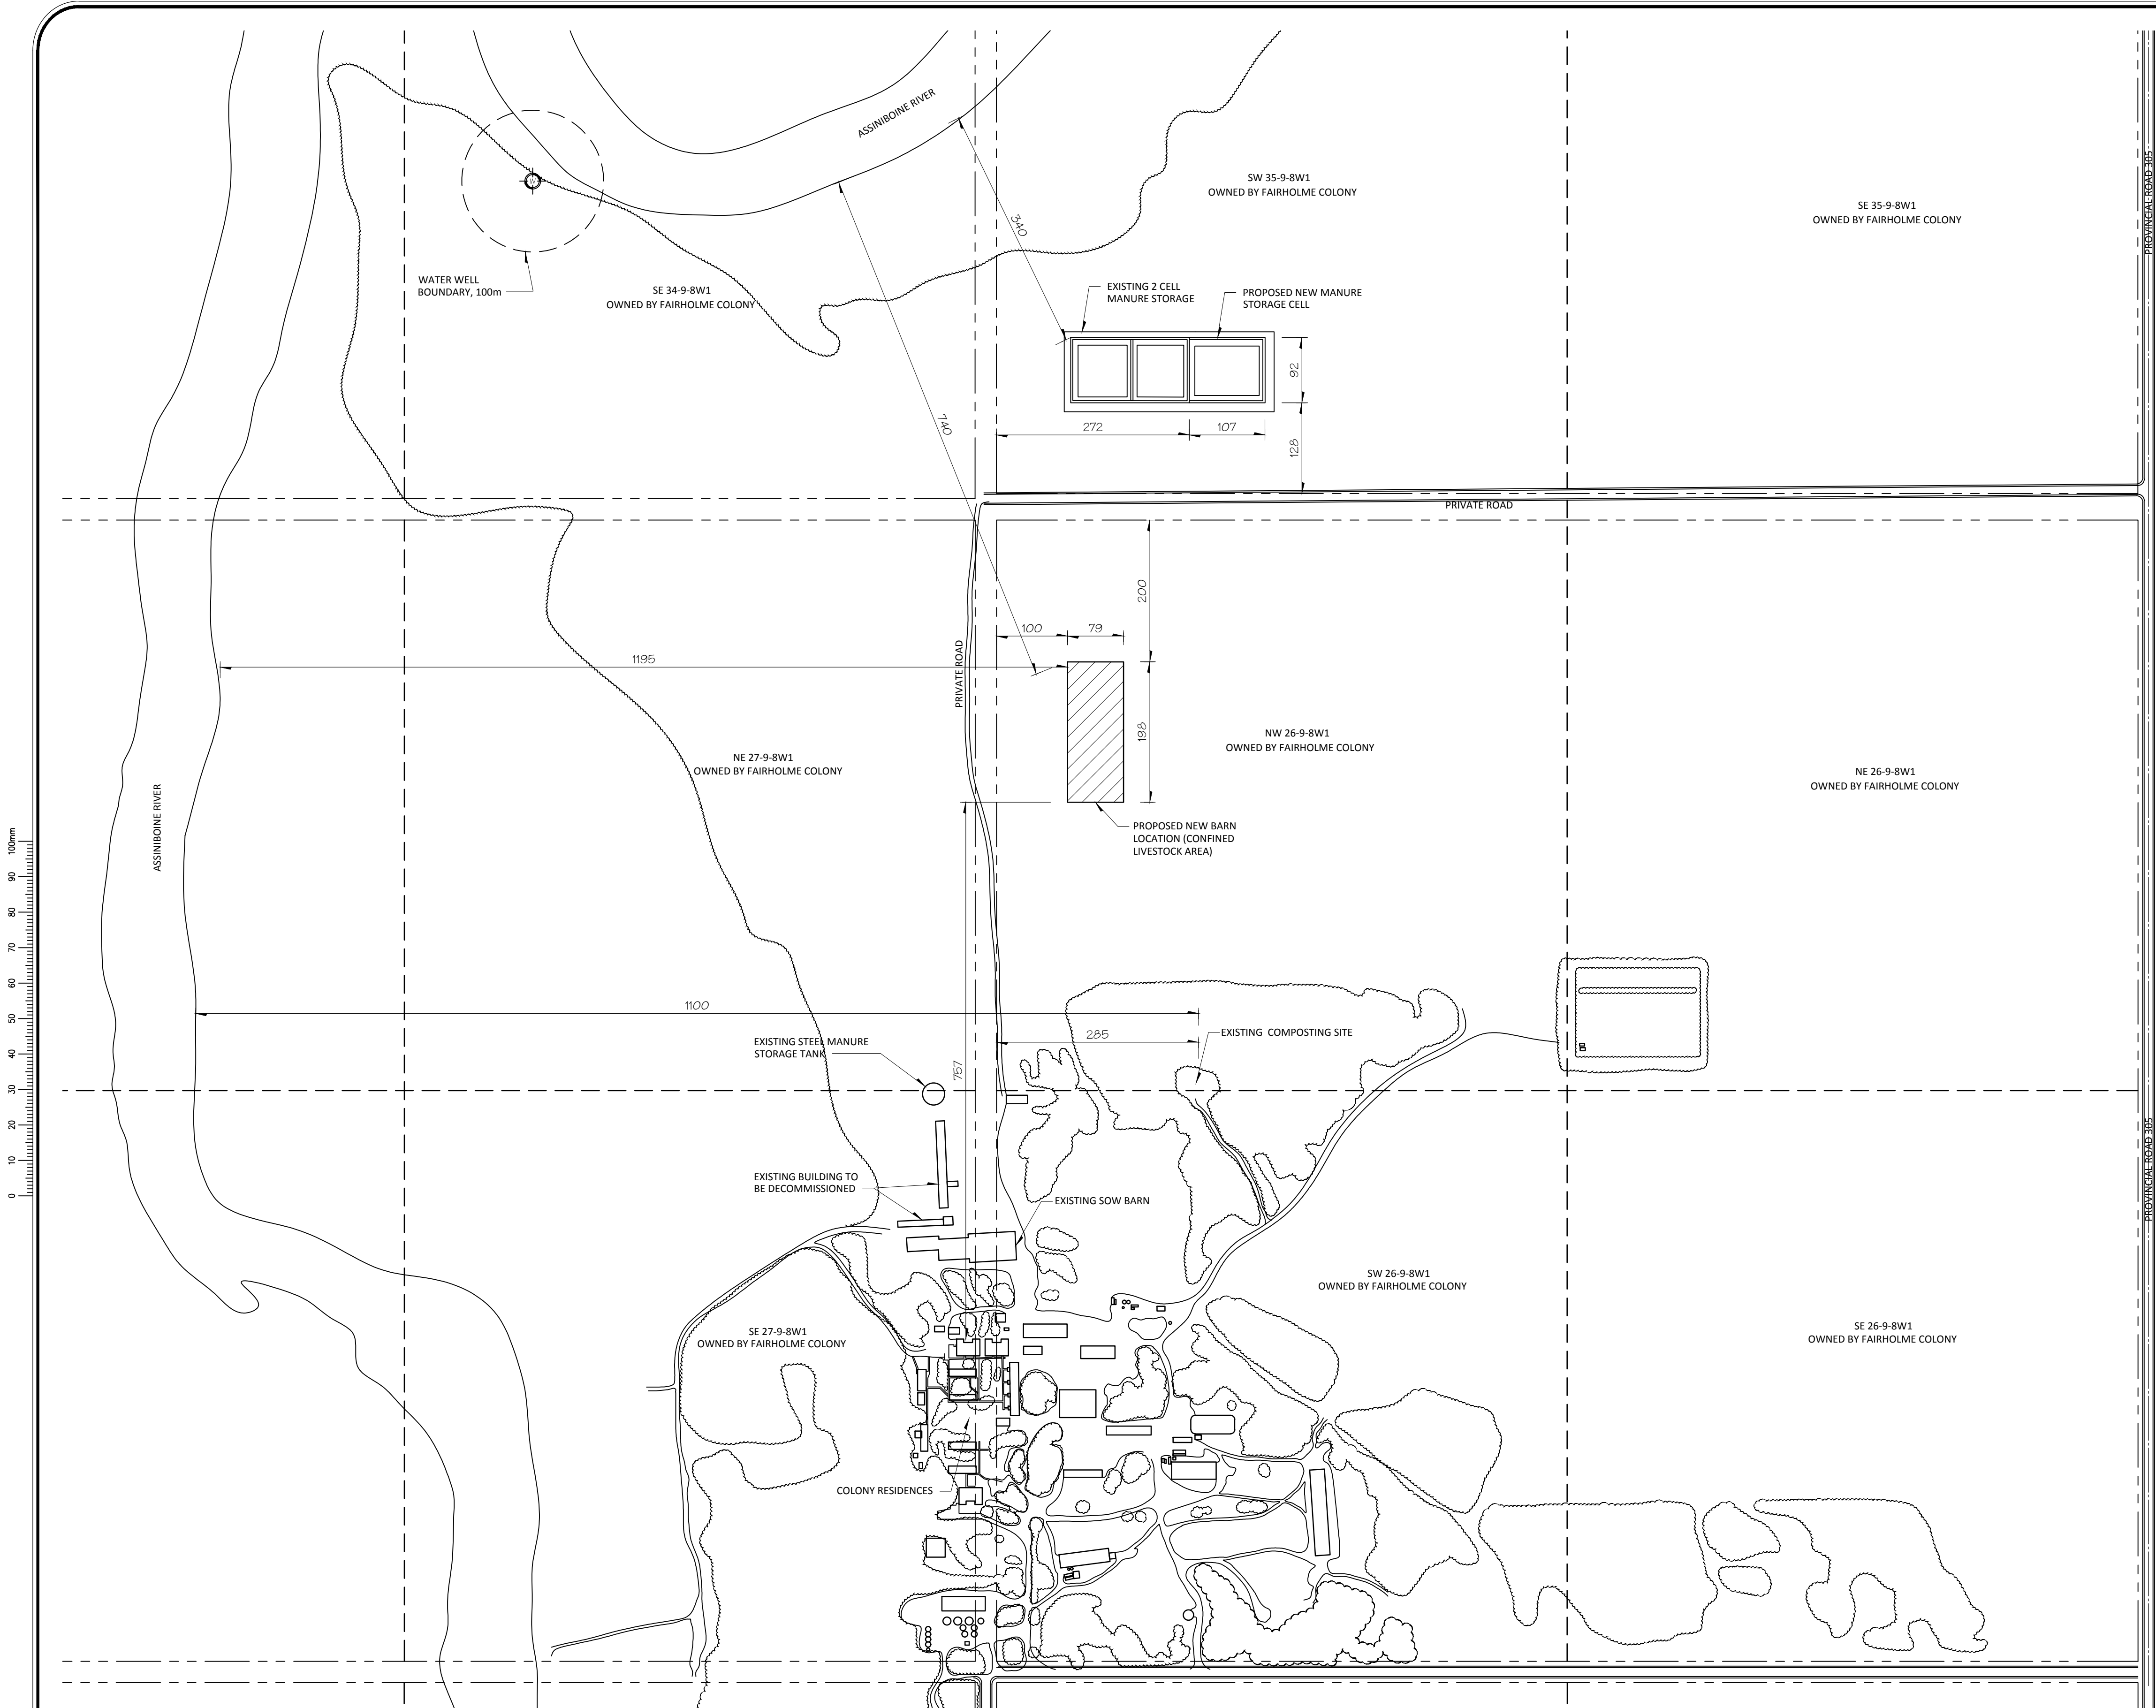 ASSINIBOINE RIVER
PROVINCIAL ROAD 305
SW 35-9-8W1
OWNED BY FAIRHOLME COLONY
SE 35-9-8W1
OWNED BY FAIRHOLME COLONY
W
340
WATER WELL
BOUNDARY, 100m
SE 34-9-8W1
OWNED BY FAIRHOLME COLONY
EXISTING 2 CELL
MANURE STORAGE
PROPOSED NEW MANURE
STORAGE CELL
92
740
272
107
128
PRIVATE ROAD
200
100
79
1195
PRIVATE ROAD
198
NW 26-9-8W1
OWNED BY FAIRHOLME COLONY
NE 27-9-8W1
OWNED BY FAIRHOLME COLONY
NE 26-9-8W1
OWNED BY FAIRHOLME COLONY
ASSINIBOINE RIVER
PROPOSED NEW BARN
LOCATION (CONFINED
LIVESTOCK AREA)
100mm
90
80
70
60
50
40
30
20
10
0
1100
285
EXISTING COMPOSTING SITE
EXISTING STEEL MANURE
STORAGE TANK
757
PROVINCIAL ROAD 305
EXISTING BUILDING TO
BE DECOMMISSIONED
EXISTING SOW BARN
SW 26-9-8W1
OWNED BY FAIRHOLME COLONY
SE 27-9-8W1
OWNED BY FAIRHOLME COLONY
SE 26-9-8W1
OWNED BY FAIRHOLME COLONY
COLONY RESIDENCES